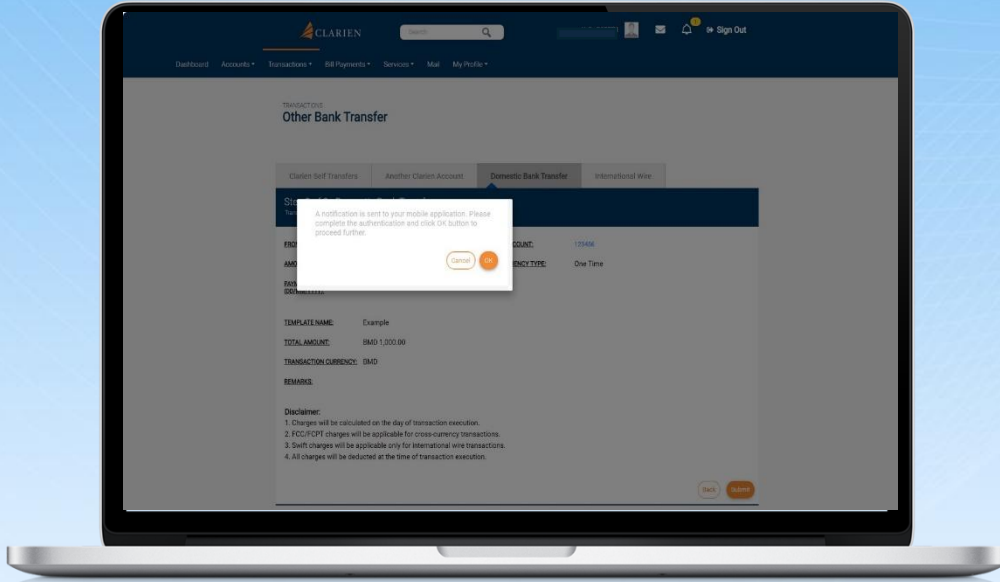 CLARIEN
Search
Sign Out
Dashboard Accounts Transactions Bill Payments Services Mail My Profile
TRANSACTIONS
Other Bank Transfer
Clarien Self Transfers Another Clarien Account Domestic Bank Transfer International Wire
A notification is sent to your mobile application. Please
complete the authentication and click OK button to
proceed further.
Cancel OK
COUNT:
ENCY TYPE: One Time
TEMPLATE NAME: Example
TOTAL AMOUNT: BMD 1,000.00
TRANSACTION CURRENCY: BMD
REMARKS:
Disclaimer:
1. Charges will be calculated on the day of transaction execution.
2. FCC/FCPT charges will be applicable for cross-currency transactions.
3. Swift charges will be applicable only for International wire transactions.
4. All charges will be deducted at the time of transaction execution.
Back Submit